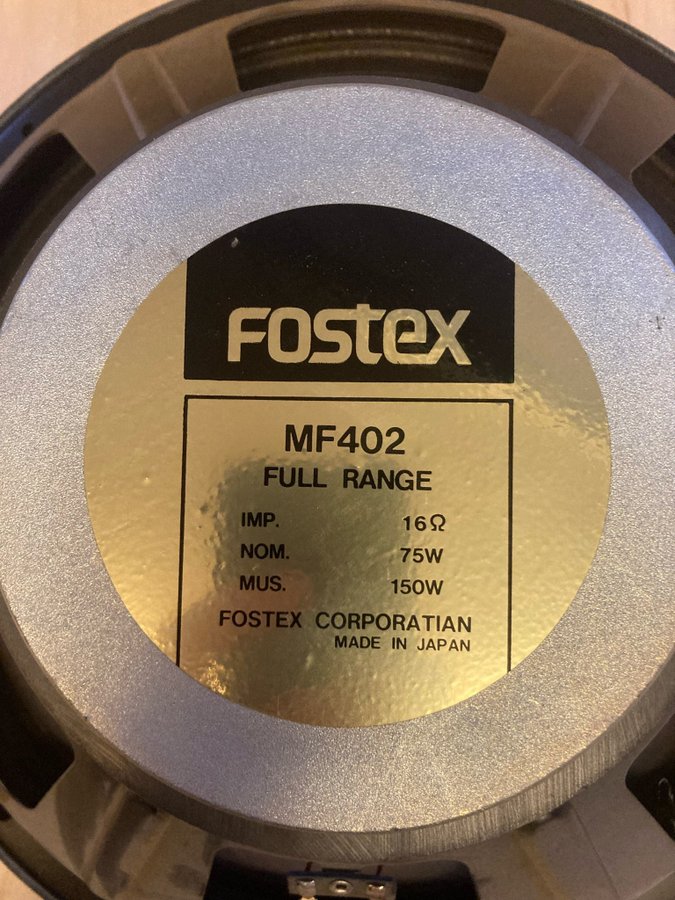 FOSTEX
MF402
FULL RANGE
IMP. 16Ω
NOM. 75W
MUS. 150W
FOSTEX CORPORATIAN
MADE IN JAPAN